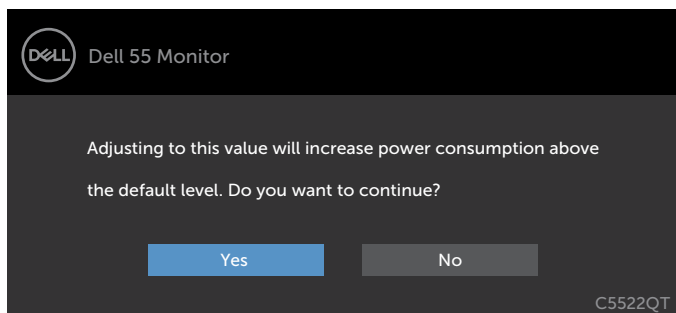 DELL
Dell 55 Monitor
Adjusting to this value will increase power consumption above
the default level. Do you want to continue?
Yes
No
C5522QT